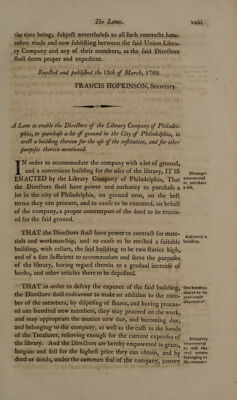 The Laws. xxiii.
the time being; subject nevertheless to all such contracts here-
tofore made and now subsisting between the said Union Libra-
ry Company and any of their members, as the said Directors
shall deem proper and expedient.
Enacted and published the 12th of March, 1769.
FRANCIS HOPKINSON, Secretary.
A Law to enable the Directors of the Library Company of Philadel-
phia, to purchase a lot of ground in the City of Philadelphia, to
erect a building thereon for the use of the institution, and for other
purposes therein mentioned.
IN order to accommodate the company with a lot of ground,
and a convenient building for the uses of the library, IT IS
ENACTED by the Library Company of Philadelphia, That
the Directors shall have power and authority to purchase a
lot in the city of Philadelphia, on ground rent, on the best
terms they can procure, and to cause to be executed, on behalf
of the company, a proper counterpart of the deed to be receiv-
ed for the said ground.
Directors
empowered
to purchase
a lot.
THAT the Directors shall have power to contract for mate-
rials and workmanship, and to cause to be erected a suitable
building, with cellars, the said building to be two stories high,
and of a size sufficient to accommodate and serve the purposes
of the library, having regard therein to a gradual increase of
books, and other articles there to be deposited.
And erect a
building.
THAT in order to defray the expence of the said building,
the Directors shall endeavour to make an addition to the num-
ber of the members, by disposing of shares, and having procur-
ed one hundred new members, they may proceed on the work,
and may appropriate the monies now due, and becoming due,
and belonging to the company, as well as the cash in the hands
of the Treasurer, reserving enough for the current expenses of
the library. And the Directors are hereby empowered to grant,
bargain and sell for the highest price they can obtain, and by
deed or deeds, under the common seal of the company, convey
One hundred
shares to be
previously
disposed of.
Directors
empowered
to sell the
real estate
belonging to
the company